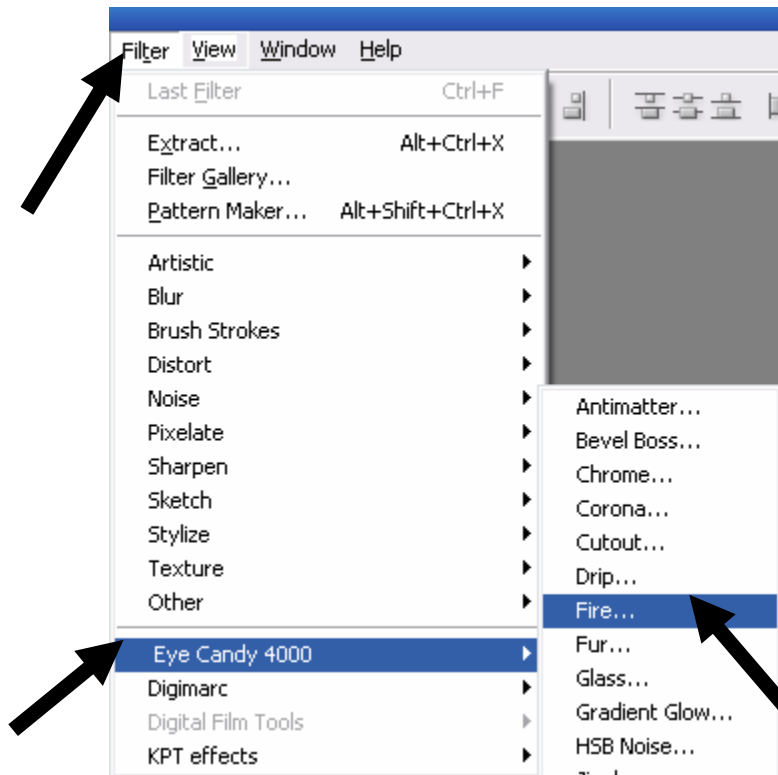 Filter View Window Help
Last Filter Ctrl+F
Extract... Alt+Ctrl+X
Filter Gallery...
Pattern Maker... Alt+Shift+Ctrl+X
Artistic
Blur
Brush Strokes
Distort
Noise
Pixelate
Sharpen
Sketch
Stylize
Texture
Other
Eye Candy 4000
Digimarc
Digital Film Tools
KPT effects
Antimatter...
Bevel Boss...
Chrome...
Corona...
Cutout...
Drip...
Fire...
Fur...
Glass...
Gradient Glow...
HSB Noise...